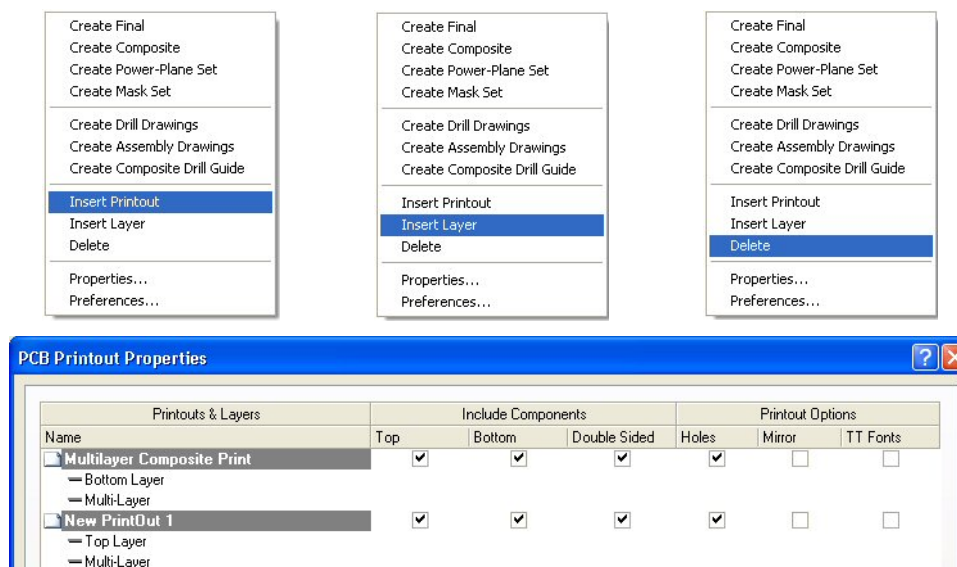 Create Final
Create Composite
Create Power-Plane Set
Create Mask Set
Create Drill Drawings
Create Assembly Drawings
Create Composite Drill Guide
Insert Printout
Insert Layer
Delete
Properties...
Preferences...
Create Final
Create Composite
Create Power-Plane Set
Create Mask Set
Create Drill Drawings
Create Assembly Drawings
Create Composite Drill Guide
Insert Printout
Insert Layer
Delete
Properties...
Preferences...
Create Final
Create Composite
Create Power-Plane Set
Create Mask Set
Create Drill Drawings
Create Assembly Drawings
Create Composite Drill Guide
Insert Printout
Insert Layer
Delete
Properties...
Preferences...
PCB Printout Properties
Printouts & Layers Include Components Printout Options
Name Top Bottom Double Sided Holes Mirror TT Fonts
Multilayer Composite Print
Bottom Layer
Multi-Layer
New PrintOut 1
Top Layer
Multi-Layer